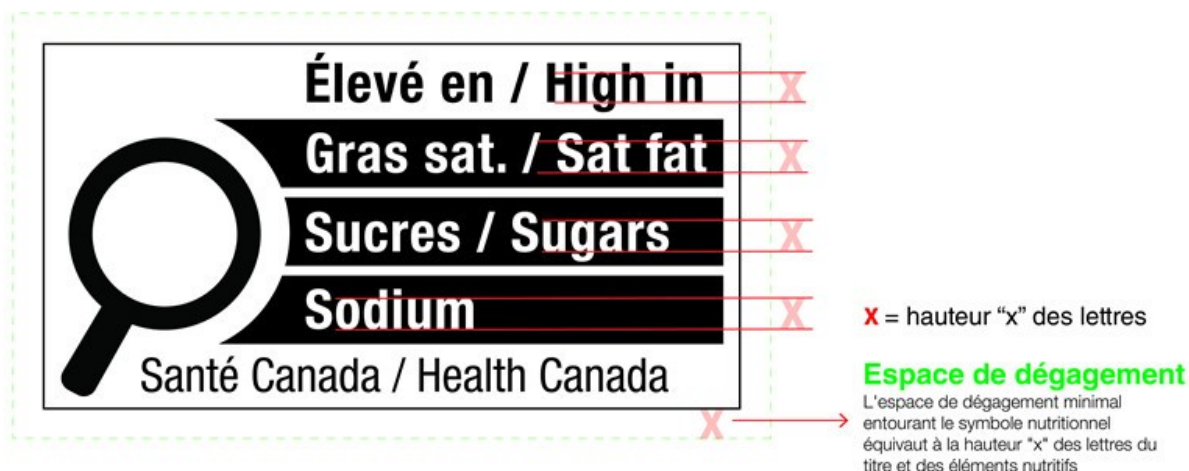 Élevé en / High in
X
Gras sat. / Sat fat
X
Sucres / Sugars
X
Sodium
X
Santé Canada / Health Canada
X
X = hauteur “x” des lettres
Espace de dégagement
L'espace de dégagement minimal
entourant le symbole nutritionnel
équivaut à la hauteur "x" des lettres du
titre et des éléments nutritifs